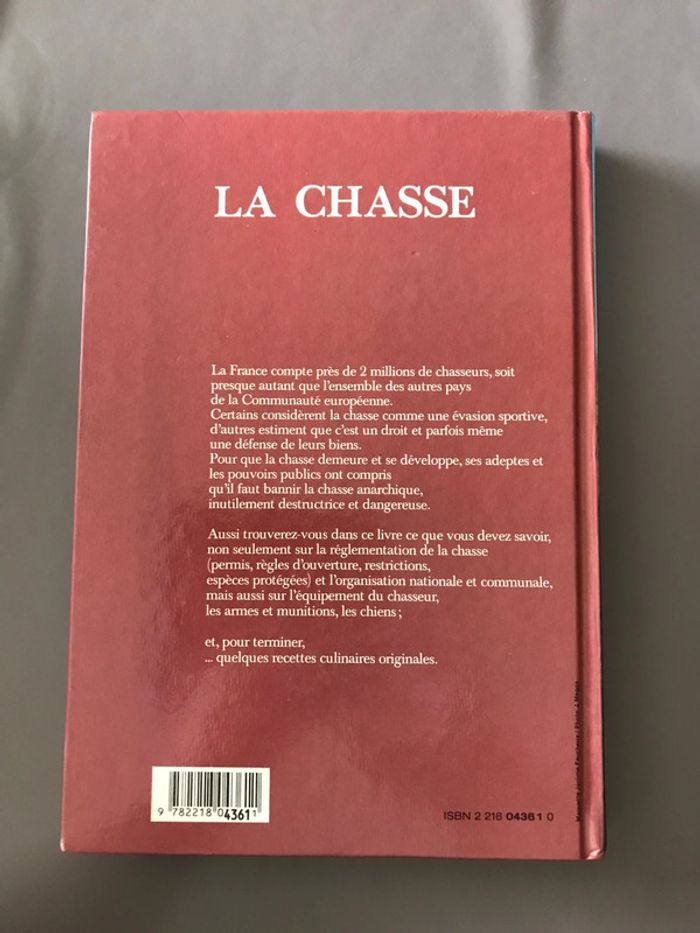 LA CHASSE
La France compte près de 2 millions de chasseurs, soit
presque autant que l'ensemble des autres pays
de la Communauté européenne.
Certains considèrent la chasse comme une évasion sportive,
d'autres estiment que c'est un droit et parfois même
une défense de leurs biens.
Pour que la chasse demeure et se développe, ses adeptes et
les pouvoirs publics ont compris
qu'il faut bannir la chasse anarchique,
inutilement destructrice et dangereuse.
Aussi trouverez-vous dans ce livre ce que vous devez savoir,
non seulement sur la réglementation de la chasse
(permis, règles d'ouverture, restrictions,
espèces protégées) et l'organisation nationale et communale,
mais aussi sur l'équipement du chasseur,
les armes et munitions, les chiens ;
et, pour terminer,
... quelques recettes culinaires originales.
9 782218 043611
ISBN 2 218 04361 0
Maquette / Photo J.